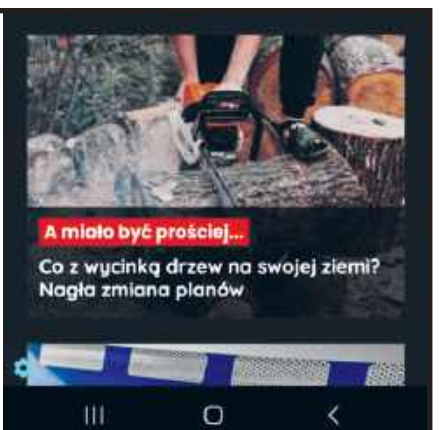 A miało być prościej...
Co z wycinką drzew na swojej ziemi?
Nagła zmiana planów